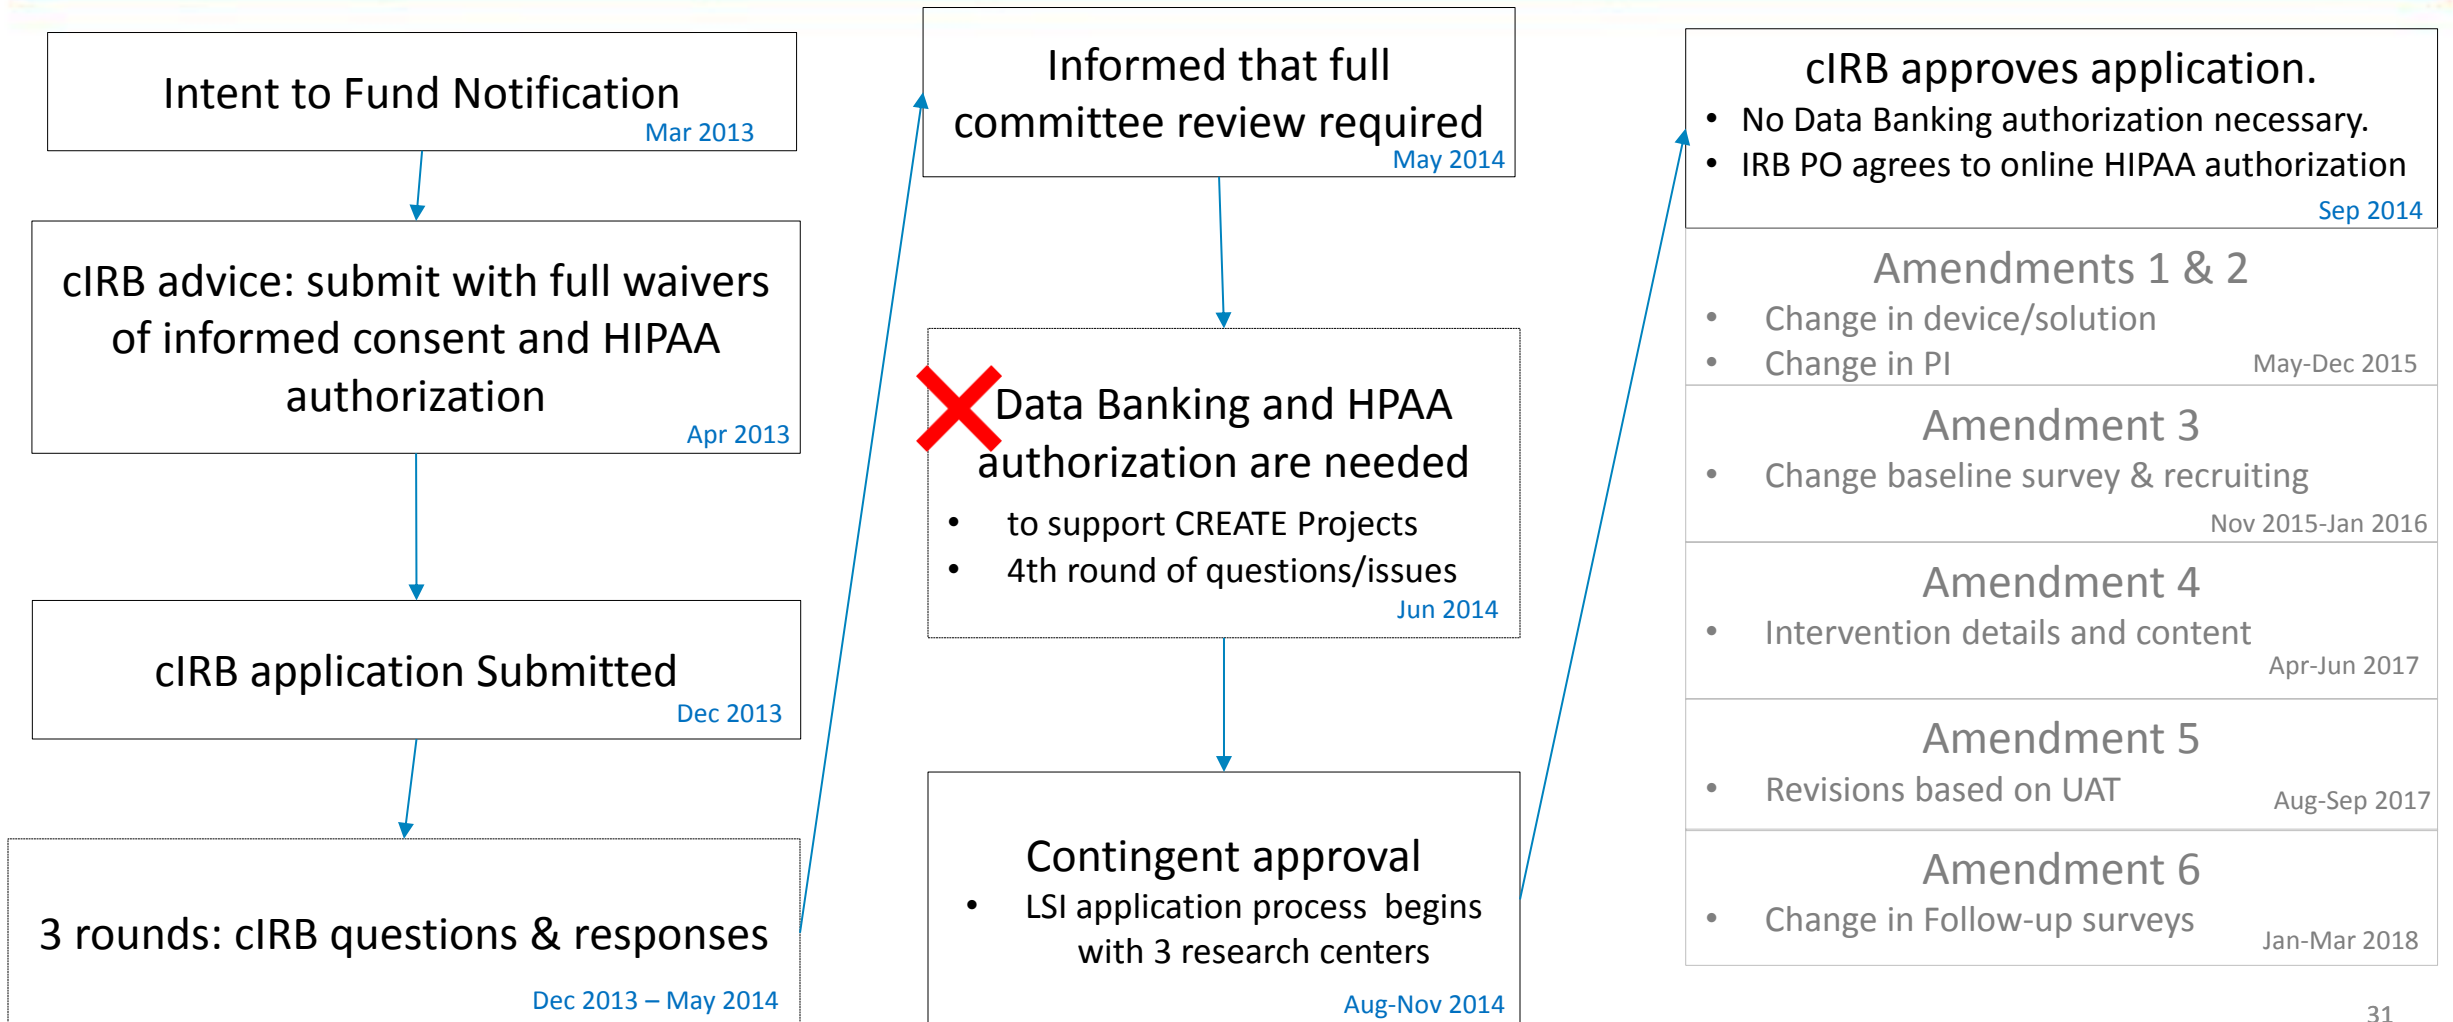 Intent to Fund Notification
Mar 2013
cIRB advice: submit with full waivers
of informed consent and HIPAA
authorization
Apr 2013
cIRB application Submitted
Dec 2013
3 rounds: cIRB questions & responses
Dec 2013 – May 2014
Informed that full
committee review required
May 2014
Data Banking and HPAA
authorization are needed
• to support CREATE Projects
• 4th round of questions/issues
Jun 2014
Contingent approval
• LSI application process begins
with 3 research centers
Aug-Nov 2014
cIRB approves application.
• No Data Banking authorization necessary.
• IRB PO agrees to online HIPAA authorization
Sep 2014
Amendments 1 & 2
• Change in device/solution
• Change in PI
May-Dec 2015
Amendment 3
• Change baseline survey & recruiting
Nov 2015-Jan 2016
Amendment 4
• Intervention details and content
Apr-Jun 2017
Amendment 5
• Revisions based on UAT
Aug-Sep 2017
Amendment 6
• Change in Follow-up surveys
Jan-Mar 2018
31